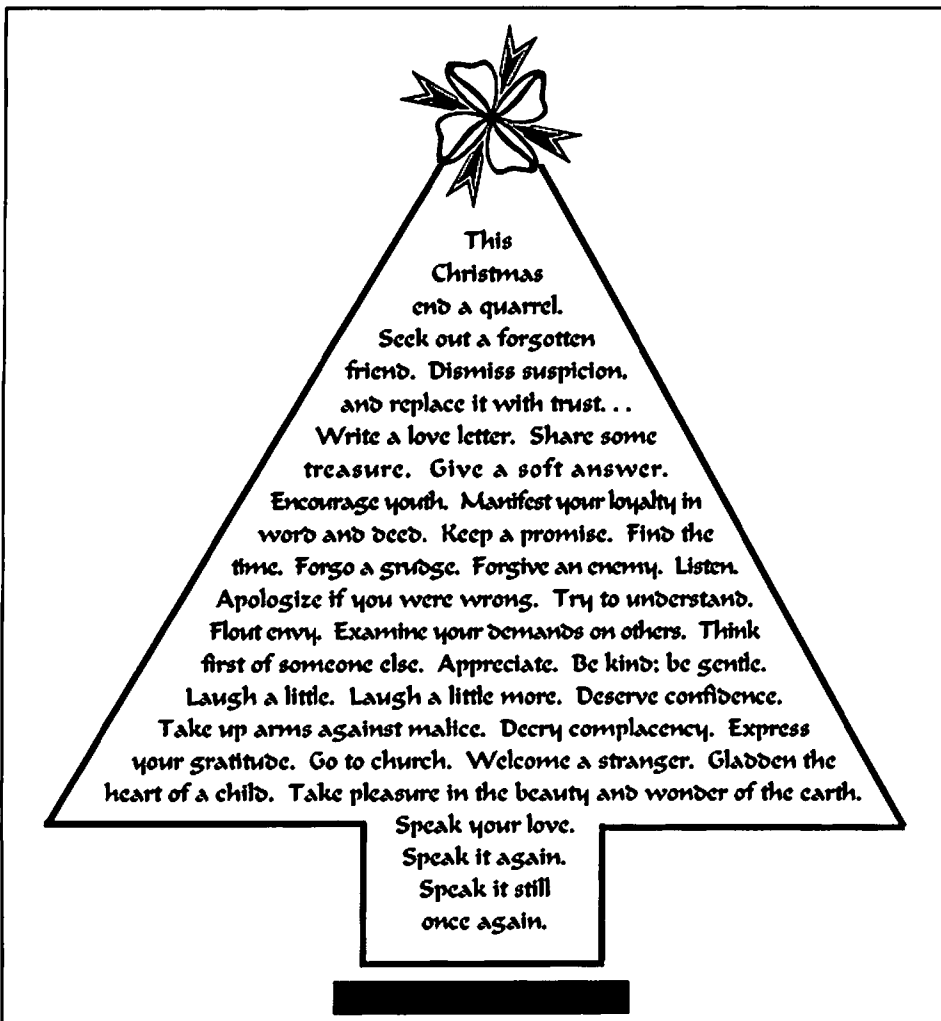 This
Christmas
end a quarrel.
Seek out a forgotten
friend. Dismiss suspicion,
and replace it with trust. . .
Write a love letter. Share some
treasure. Give a soft answer.
Encourage youth. Manifest your loyalty in
word and deed. Keep a promise. Find the
time. Forgo a grudge. Forgive an enemy. Listen.
Apologize if you were wrong. Try to understand.
Flout envy. Examine your demands on others. Think
first of someone else. Appreciate. Be kind; be gentle.
Laugh a little. Laugh a little more. Deserve confidence.
Take up arms against malice. Decry complacency. Express
your gratitude. Go to church. Welcome a stranger. Gladden the
heart of a child. Take pleasure in the beauty and wonder of the earth.
Speak your love.
Speak it again.
Speak it still
once again.